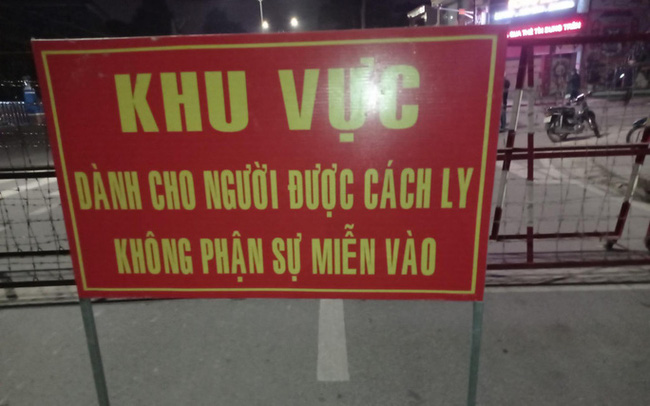 KHU VỰC
DÀNH CHO NGƯỜI ĐƯỢC CÁCH LY
KHÔNG PHẬN SỰ MIỄN VÀO